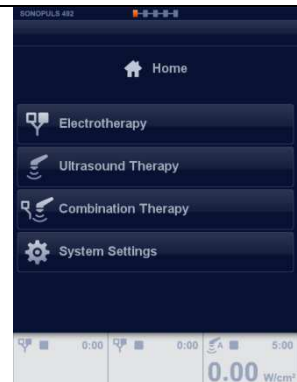 SONOPULS 492
Home
Electrotherapy
Ultrasound Therapy
Combination Therapy
System Settings
0:00 0:00 A 5:00
0.00 W/cm²